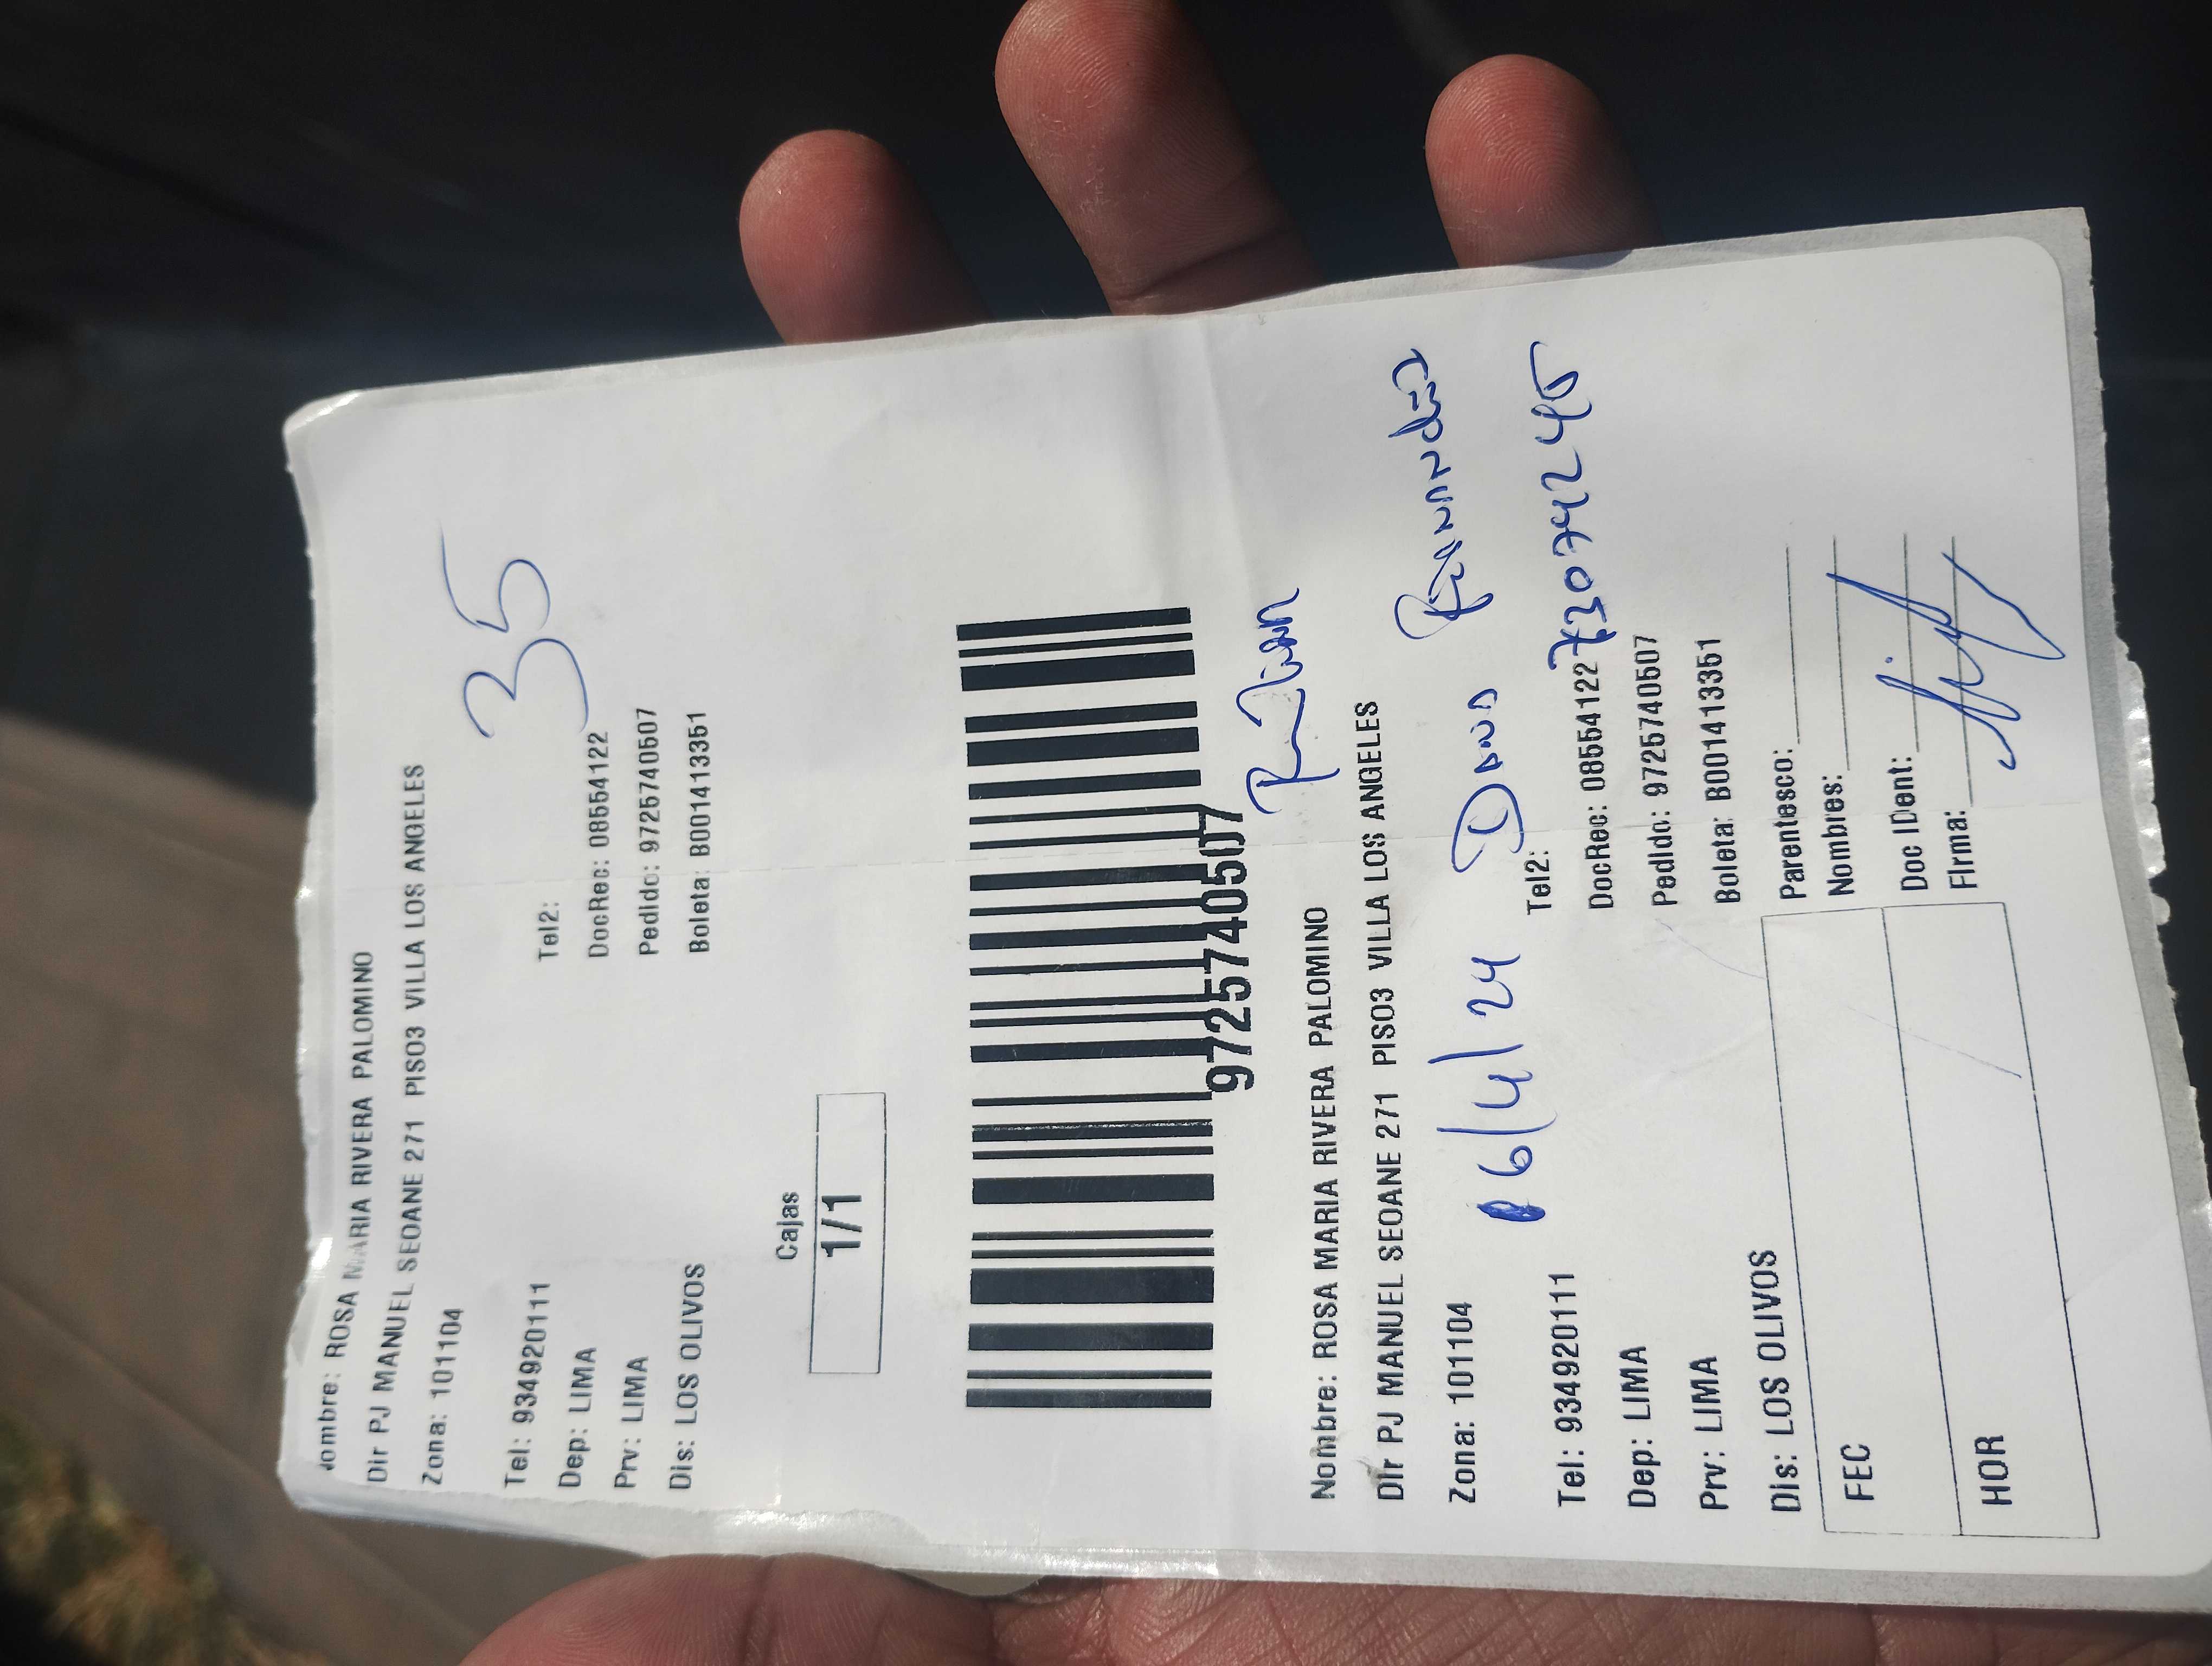 Nombre: ROSA MARIA RIVERA PALOMINO
Dir PJ MANUEL SEOANE 271 PISO3 VILLA LOS ANGELES
Zona: 101104
35
Tel: 934920111 Tel2:
Dep: LIMA DocRec: 08554122
Prv: LIMA Pedido: 9725740507
Dis: LOS OLIVOS Boleta: B001413351
Cajas
1/1
9725740507
Nombre: ROSA MARIA RIVERA PALOMINO
Dir PJ MANUEL SEOANE 271 PISO3 VILLA LOS ANGELES
Zona: 101104 06/4/24
Tel: 934920111 Tel2:
Dep: LIMA DocRec: 08554122
Prv: LIMA Pedido: 9725740507
Dis: LOS OLIVOS Boleta: B001413351
FEC Parentesco:
Nombres:
HOR Doc IDent:
Firma: